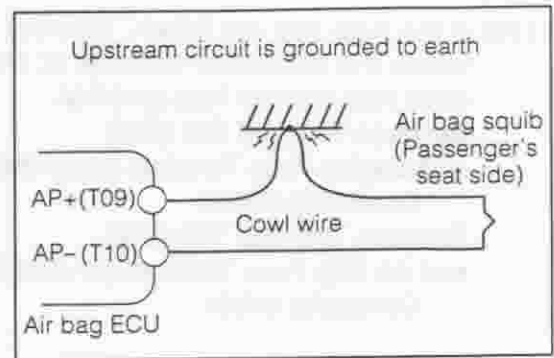 Upstream circuit is grounded to earth
Air bag squib
(Passenger's
seat side)
AP+(T09)
Cowl wire
AP–(T10)
Air bag ECU